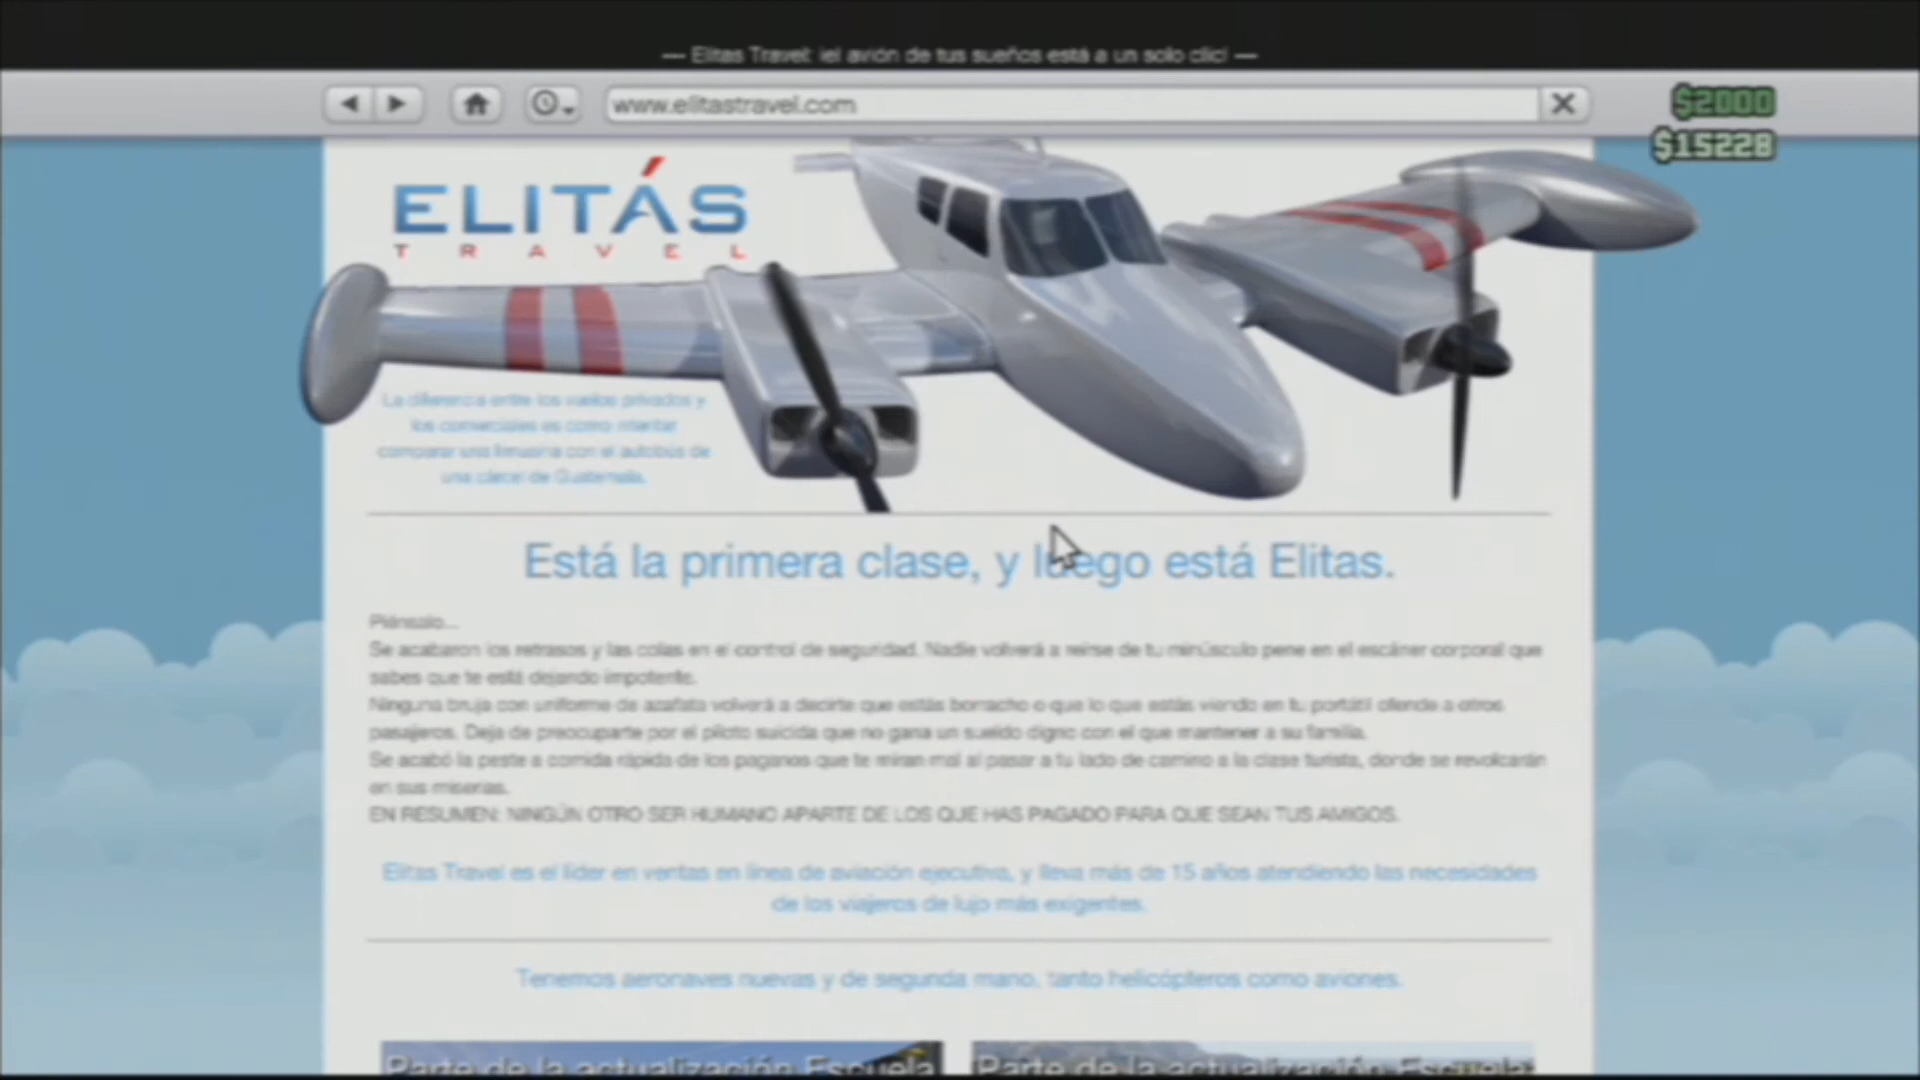 — Elitas Travel: ¡el avión de tus sueños está a un solo clic! —
www.elitastravel.com
$2000
$15228
ELITÁS
TRAVEL
La diferencia entre los vuelos privados y
los comerciales es como intentar
comparar una limusina con el autobús de
una cárcel de Guatemala.
Está la primera clase, y luego está Elitas.
Piénsalo...
Se acabaron los retrasos y las colas en el control de seguridad. Nadie volverá a reírse de tu minúsculo pene en el escáner corporal que
sabes que te está dejando impotente.
Ninguna bruja con uniforme de azafata volverá a decirte que estás borracho o que lo que estás viendo en tu portátil ofende a otros
pasajeros. Deja de preocuparte por el piloto suicida que no gana un sueldo digno con el que mantener a su familia.
Se acabó la peste a comida rápida de los paganos que te miran mal al pasar a tu lado de camino a la clase turista, donde se revolcarán
en sus miserias.
EN RESUMEN: NINGÚN OTRO SER HUMANO APARTE DE LOS QUE HAS PAGADO PARA QUE SEAN TUS AMIGOS.
Elitas Travel es el líder en ventas en línea de aviación ejecutiva, y lleva más de 15 años atendiendo las necesidades
de los viajeros de lujo más exigentes.
Tenemos aeronaves nuevas y de segunda mano, tanto helicópteros como aviones.
Parte de la actualización Escuela
Parte de la actualización Escuela